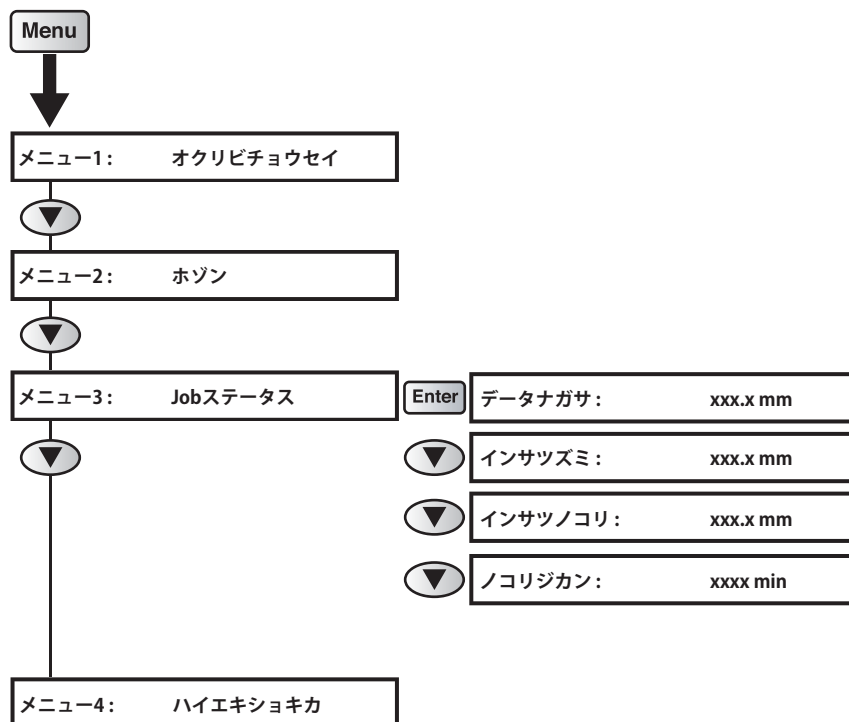 Menu
メニュー1 : オクリビチョウセイ
メニュー2 : ホゾン
メニュー3 : Jobステータス
Enter
データナガサ : xxx.x mm
インサツズミ : xxx.x mm
インサツノコリ : xxx.x mm
ノコリジカン : xxxx min
メニュー4 : ハイエキショキカ